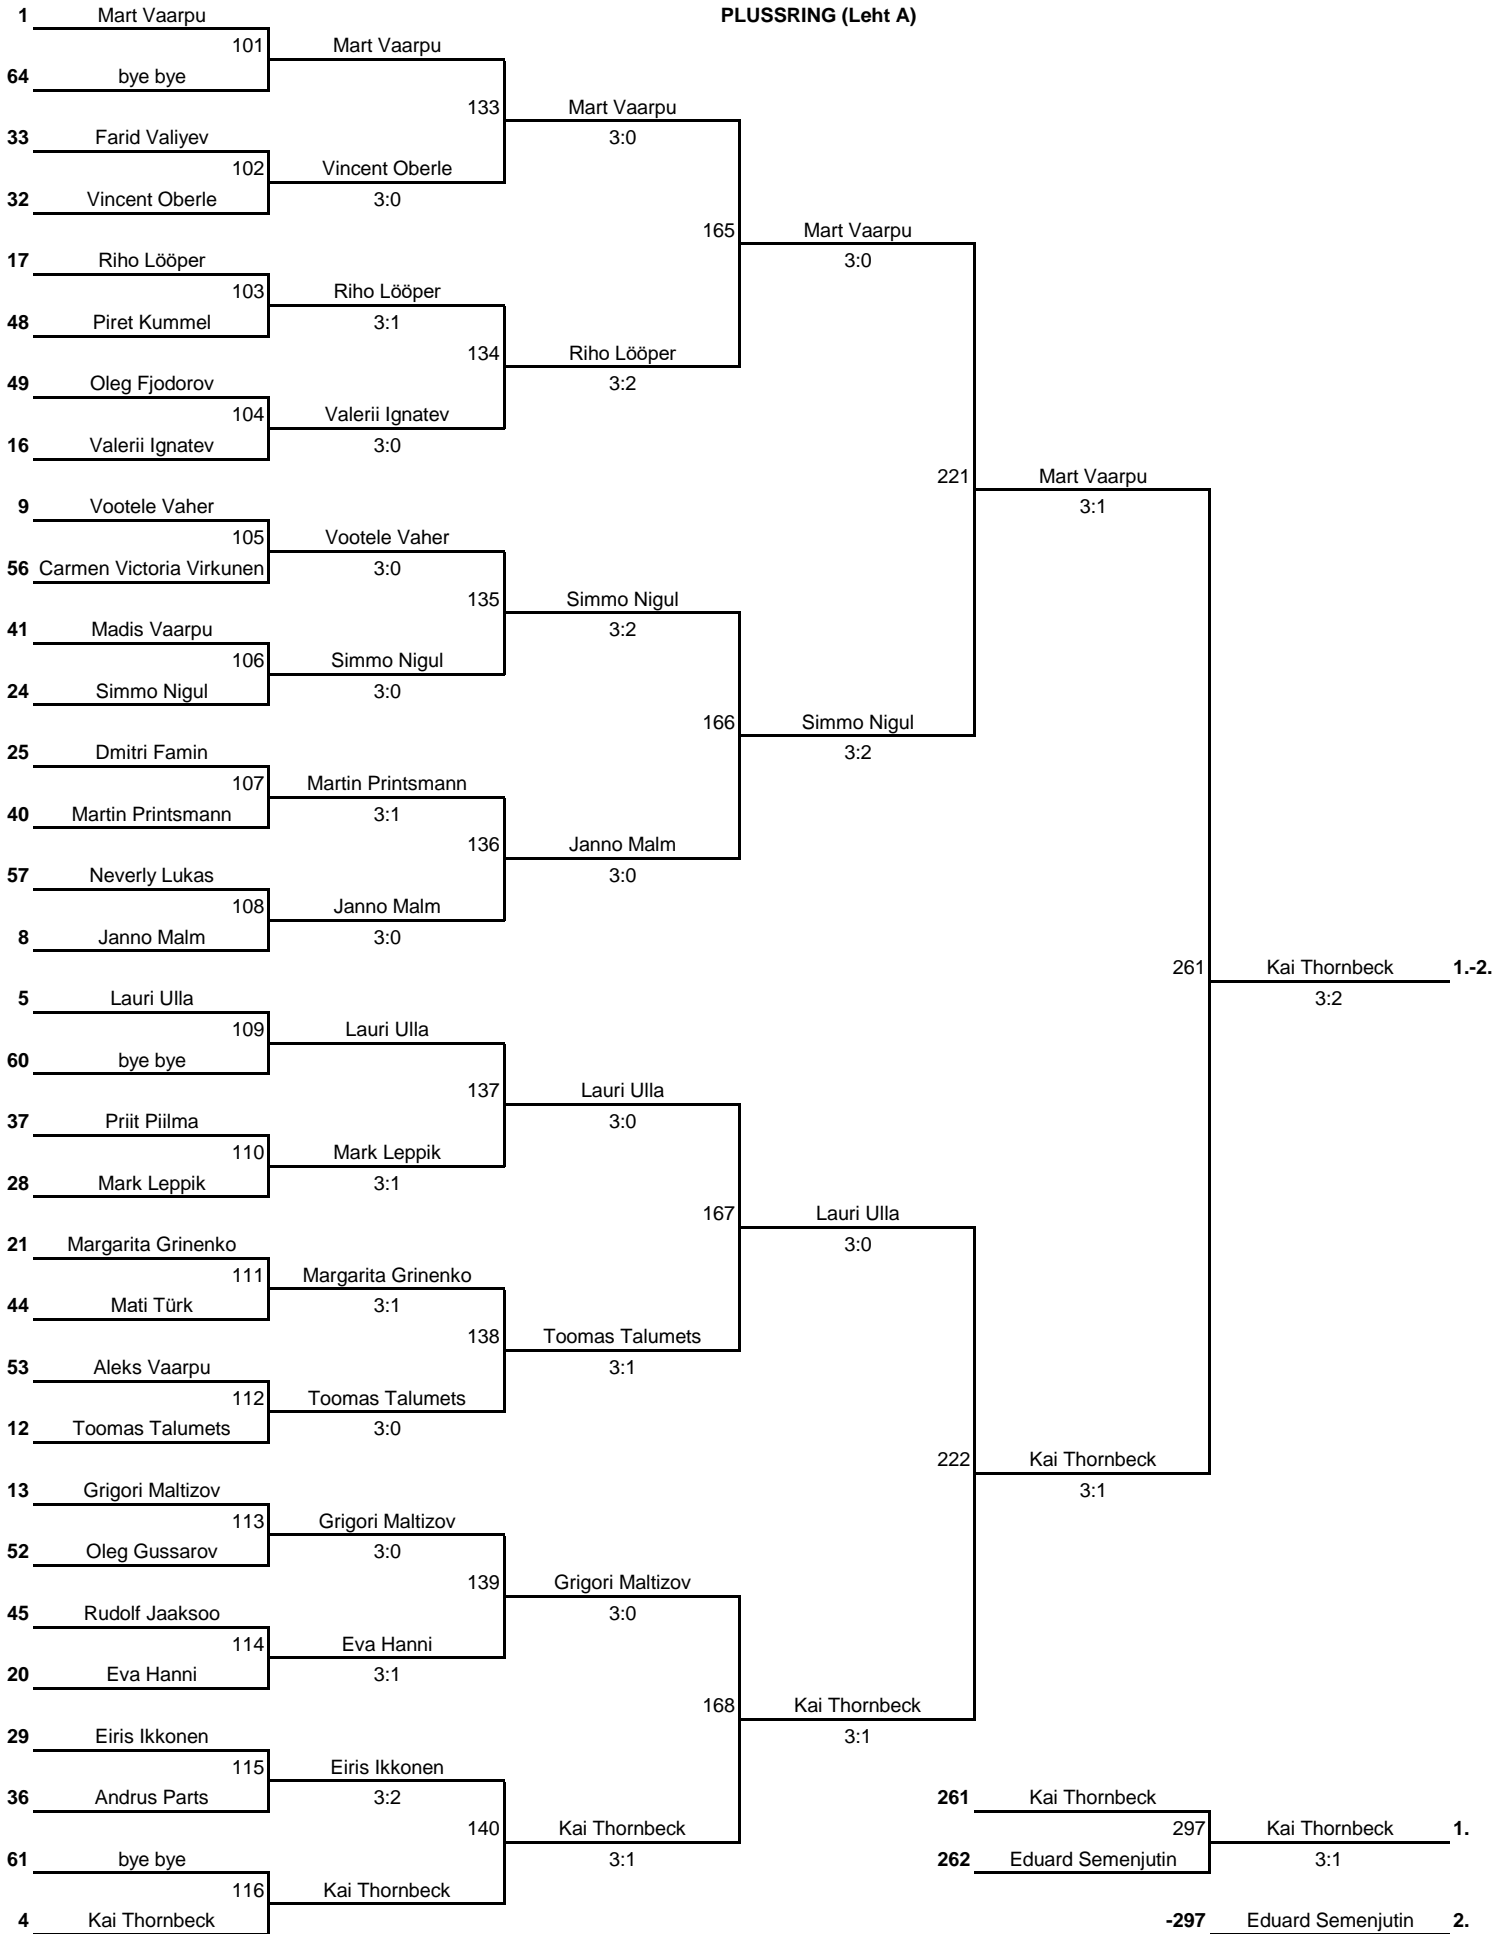 1 Mart Vaarpu PLUSSRING (Leht A)
101 Mart Vaarpu
64 bye bye
133 Mart Vaarpu
33 Farid Valiyev 3:0
102 Vincent Oberle
32 Vincent Oberle 3:0
165 Mart Vaarpu
17 Riho Lööper 3:0
103 Riho Lööper
48 Piret Kummel 3:1
134 Riho Lööper
49 Oleg Fjodorov 3:2
104 Valerii Ignatev
16 Valerii Ignatev 3:0
221 Mart Vaarpu
9 Vootele Vaher 3:1
105 Vootele Vaher
56 Carmen Victoria Virkunen 3:0
135 Simmo Nigul
41 Madis Vaarpu 3:2
106 Simmo Nigul
24 Simmo Nigul 3:0
166 Simmo Nigul
25 Dmitri Famin 3:2
107 Martin Printsmann
40 Martin Printsmann 3:1
136 Janno Malm
57 Neverly Lukas 3:0
108 Janno Malm
8 Janno Malm 3:0
261 Kai Thornbeck 1.-2.
5 Lauri Ulla 3:2
109 Lauri Ulla
60 bye bye
137 Lauri Ulla
37 Priit Piilma 3:0
110 Mark Leppik
28 Mark Leppik 3:1
167 Lauri Ulla
21 Margarita Grinenko 3:0
111 Margarita Grinenko
44 Mati Türk 3:1
138 Toomas Talumets
53 Aleks Vaarpu 3:1
112 Toomas Talumets
12 Toomas Talumets 3:0
222 Kai Thornbeck
13 Grigori Maltizov 3:1
113 Grigori Maltizov
52 Oleg Gussarov 3:0
139 Grigori Maltizov
45 Rudolf Jaaksoo 3:0
114 Eva Hanni
20 Eva Hanni 3:1
168 Kai Thornbeck
29 Eiris Ikkonen 3:1
115 Eiris Ikkonen
36 Andrus Parts 3:2 261 Kai Thornbeck
140 Kai Thornbeck 297 Kai Thornbeck 1.
61 bye bye 3:1 262 Eduard Semenjutin 3:1
116 Kai Thornbeck
4 Kai Thornbeck -297 Eduard Semenjutin 2.